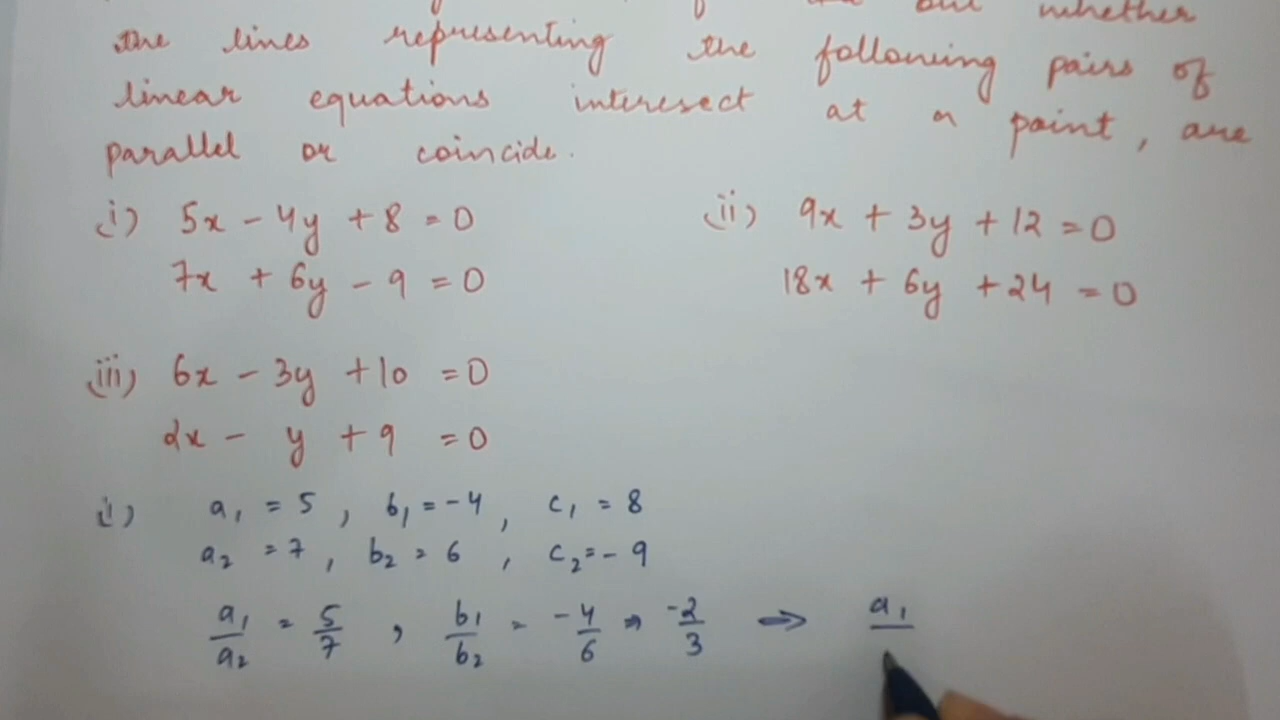 whether
the lines representing the following pairs of
linear equations interesect at a point, are
parallel or coincide.
(i) 5x - 4y + 8 = 0
7x + 6y - 9 = 0
(ii) 9x + 3y + 12 = 0
18x + 6y + 24 = 0
(iii) 6x - 3y + 10 = 0
2x - y + 9 = 0
(i) a₁ = 5, b₁ = -4, c₁ = 8
a₂ = 7, b₂ = 6, c₂ = -9
a₁/a₂ = 5/7, b₁/b₂ = -4/6 = -2/3 ⇒ a₁/